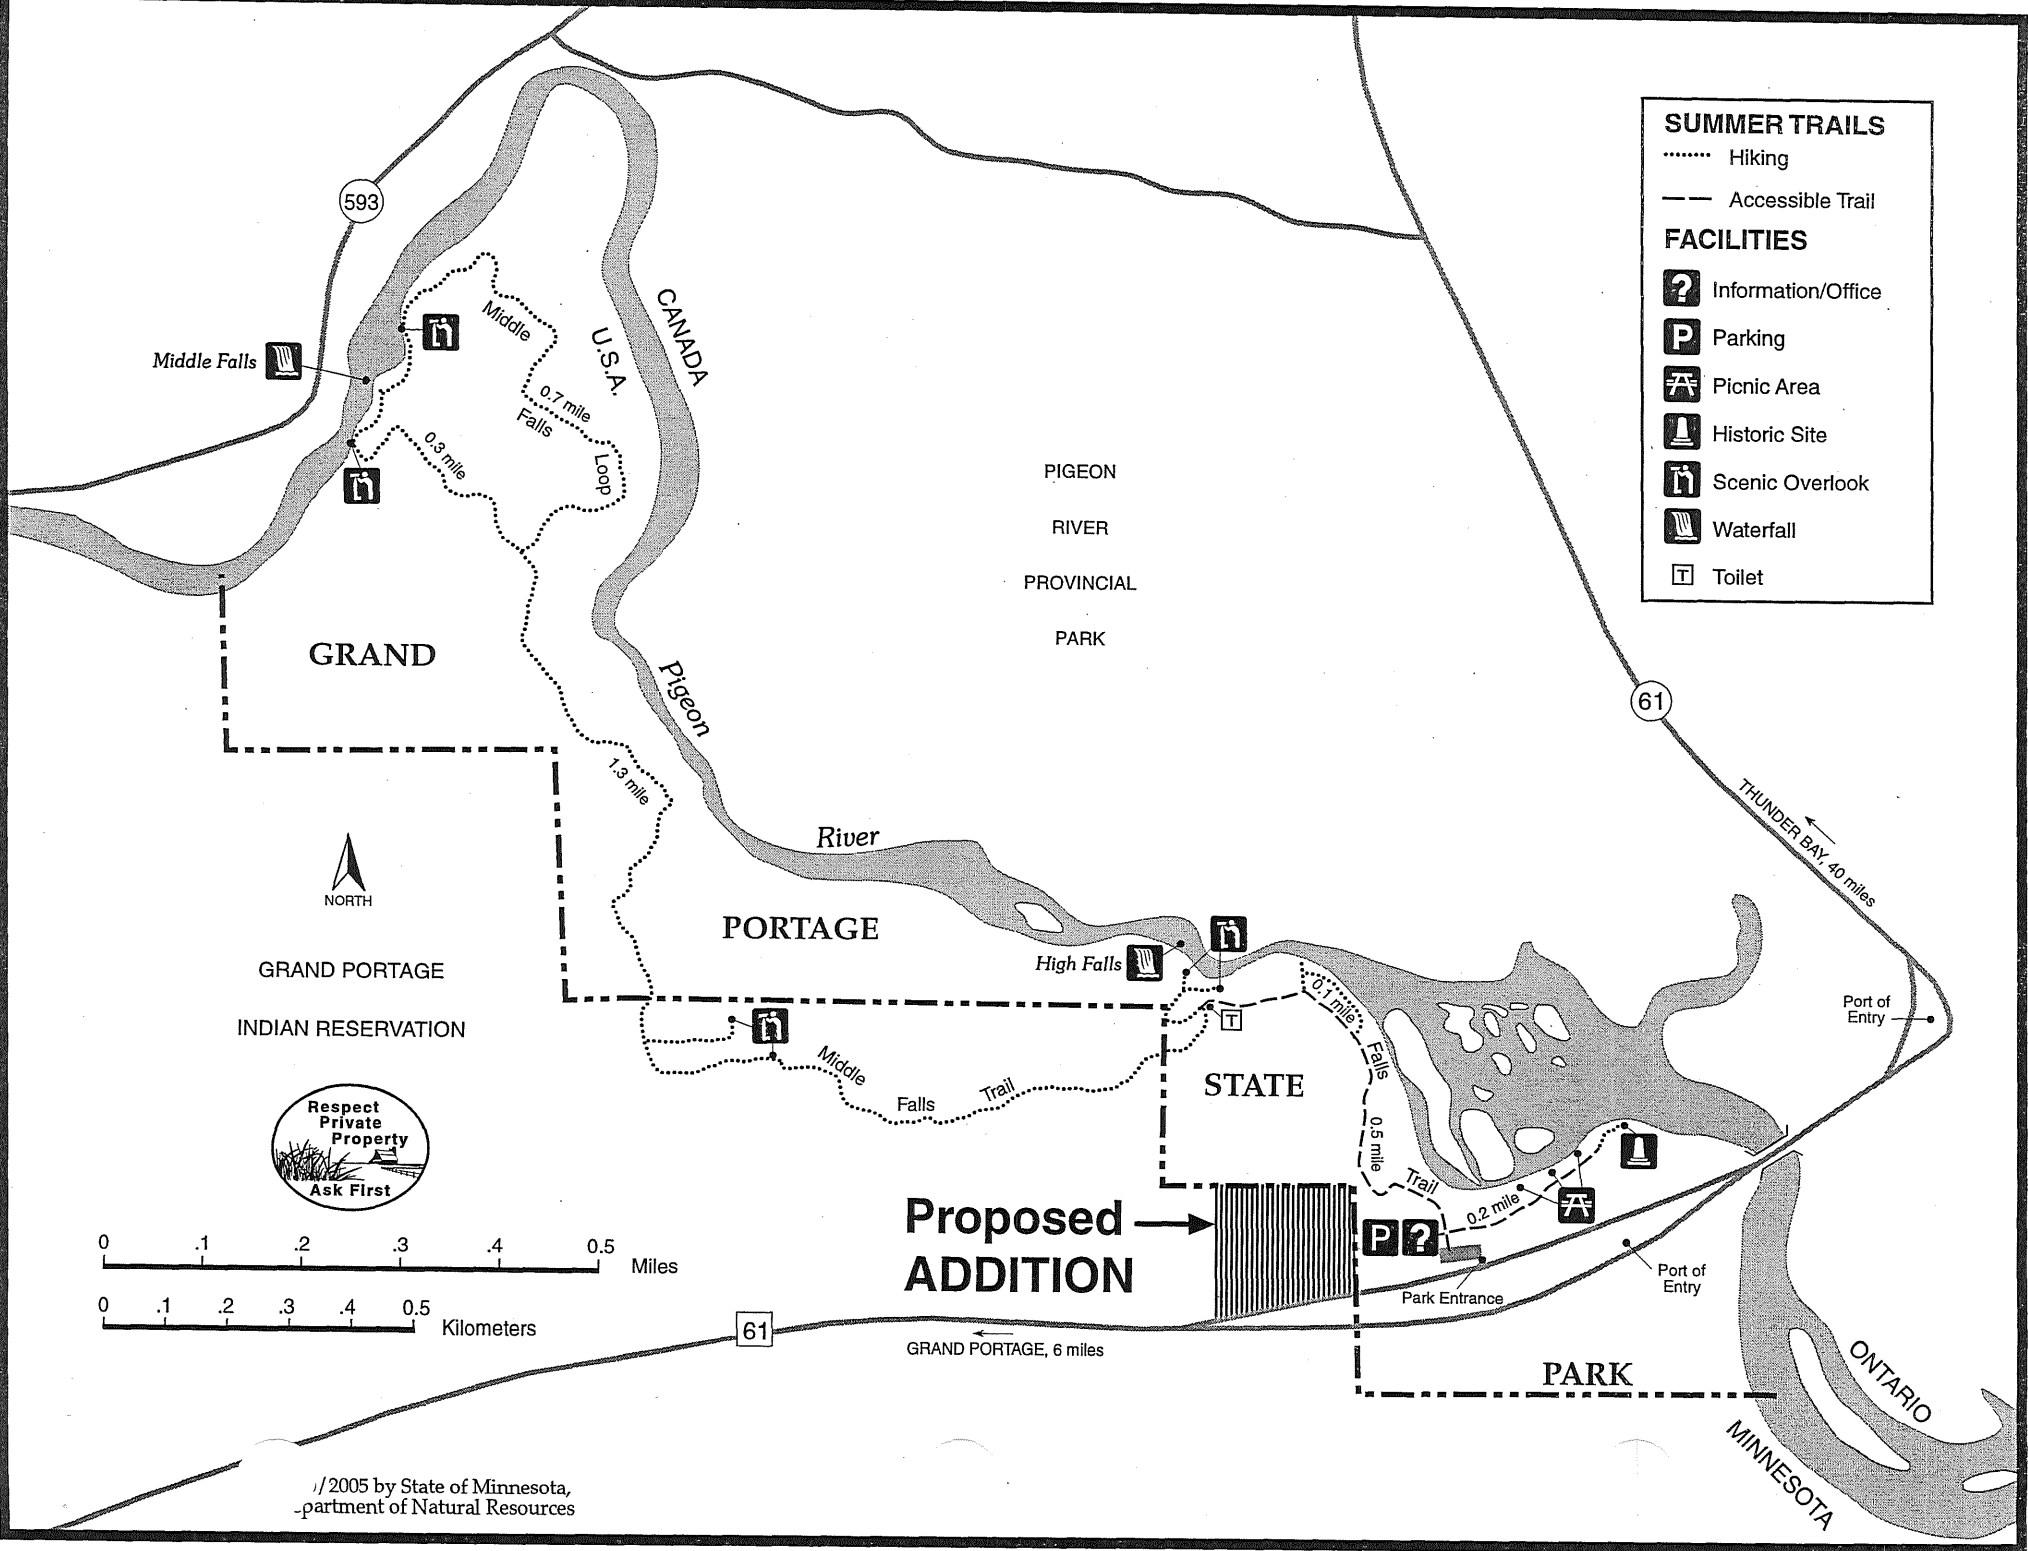 593
SUMMER TRAILS
Hiking
Accessible Trail
FACILITIES
? Information/Office
P Parking
Picnic Area
Historic Site
Scenic Overlook
Waterfall
T Toilet
CANADA
U.S.A.
Middle
0.7 mile
Falls
Loop
0.3 mile
Middle Falls
PIGEON
RIVER
PROVINCIAL
PARK
GRAND
Pigeon
61
1.3 mile
THUNDER BAY, 40 miles
River
NORTH
PORTAGE
High Falls
GRAND PORTAGE
INDIAN RESERVATION
0.1 mile
T
Port of
Entry
Middle
Falls
Trail
STATE
Falls
0.5 mile
Trail
0.2 mile
Respect
Private
Property
Ask First
Proposed
ADDITION
P ?
Park Entrance
Port of
Entry
0 .1 .2 .3 .4 0.5
Miles
0 .1 .2 .3 .4 0.5
Kilometers
61
GRAND PORTAGE, 6 miles
PARK
ONTARIO
MINNESOTA
/2005 by State of Minnesota,
partment of Natural Resources